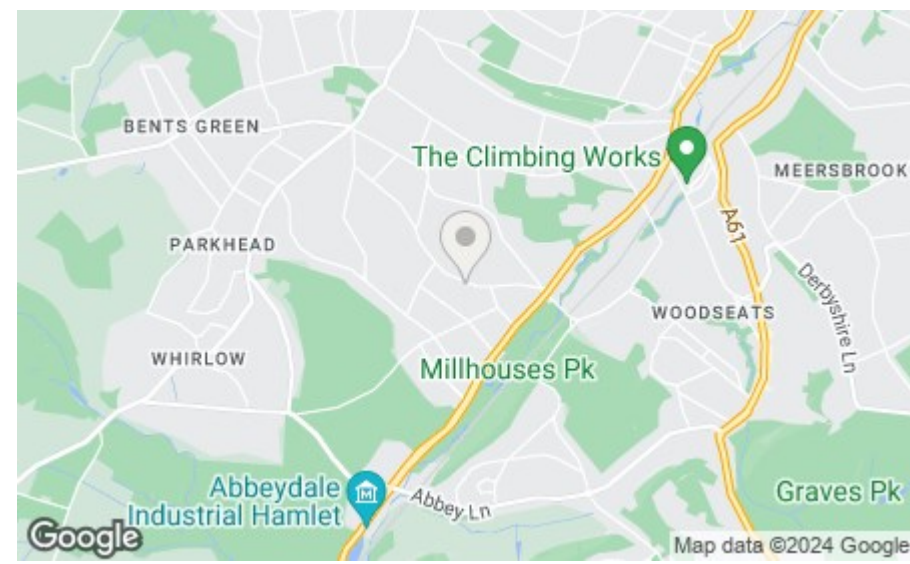 BENTS GREEN
The Climbing Works
MEERSBROOK
PARKHEAD
A61
Derbyshire Ln
WOODSEATS
WHIRLOW
Millhouses Pk
Abbeydale
Industrial Hamlet
Abbey Ln
Graves Pk
Google
Map data ©2024 Google